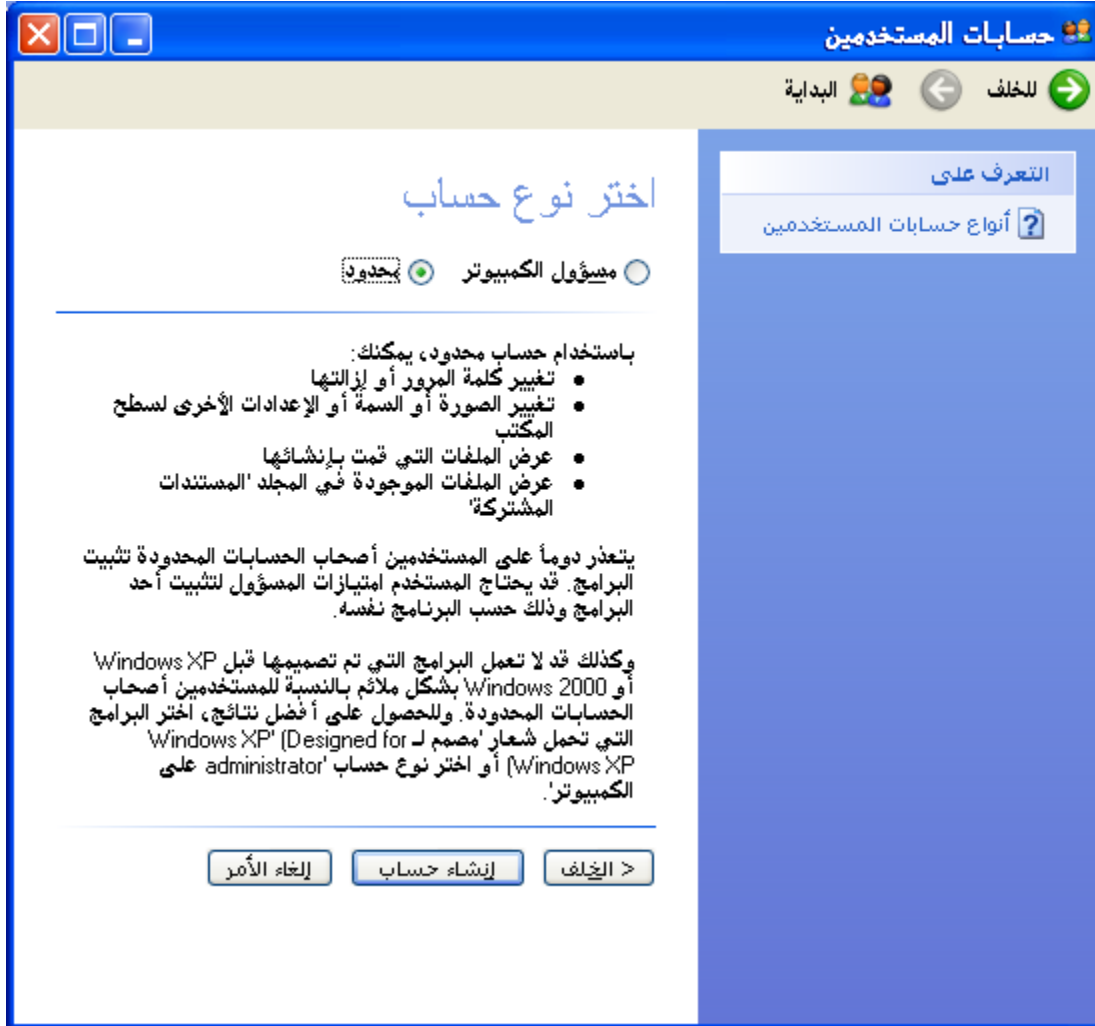 حسابات المستخدمين
للخلف البداية
التعرف على
أنواع حسابات المستخدمين
اختر نوع حساب
مسؤول الكمبيوتر محدود
باستخدام حساب محدود، يمكنك:
• تغيير كلمة المرور أو إزالتها
• تغيير الصورة أو السمة أو الإعدادات الأخرى لسطح
المكتب
• عرض الملفات التي قمت بإنشائها
• عرض الملفات الموجودة في المجلد 'المستندات
المشتركة'
يتعذر دوماً على المستخدمين أصحاب الحسابات المحدودة تثبيت
البرامج. قد يحتاج المستخدم امتيازات المسؤول لتثبيت أحد
البرامج وذلك حسب البرنامج نفسه.
وكذلك قد لا تعمل البرامج التي تم تصميمها قبل Windows XP
أو Windows 2000 بشكل ملائم بالنسبة للمستخدمين أصحاب
الحسابات المحدودة. وللحصول على أفضل نتائج، اختر البرامج
التي تحمل شعار 'مصمم لـ Windows XP' (Designed for
Windows XP) أو اختر نوع حساب 'administrator على
الكمبيوتر'.
< الخلف إنشاء حساب إلغاء الأمر